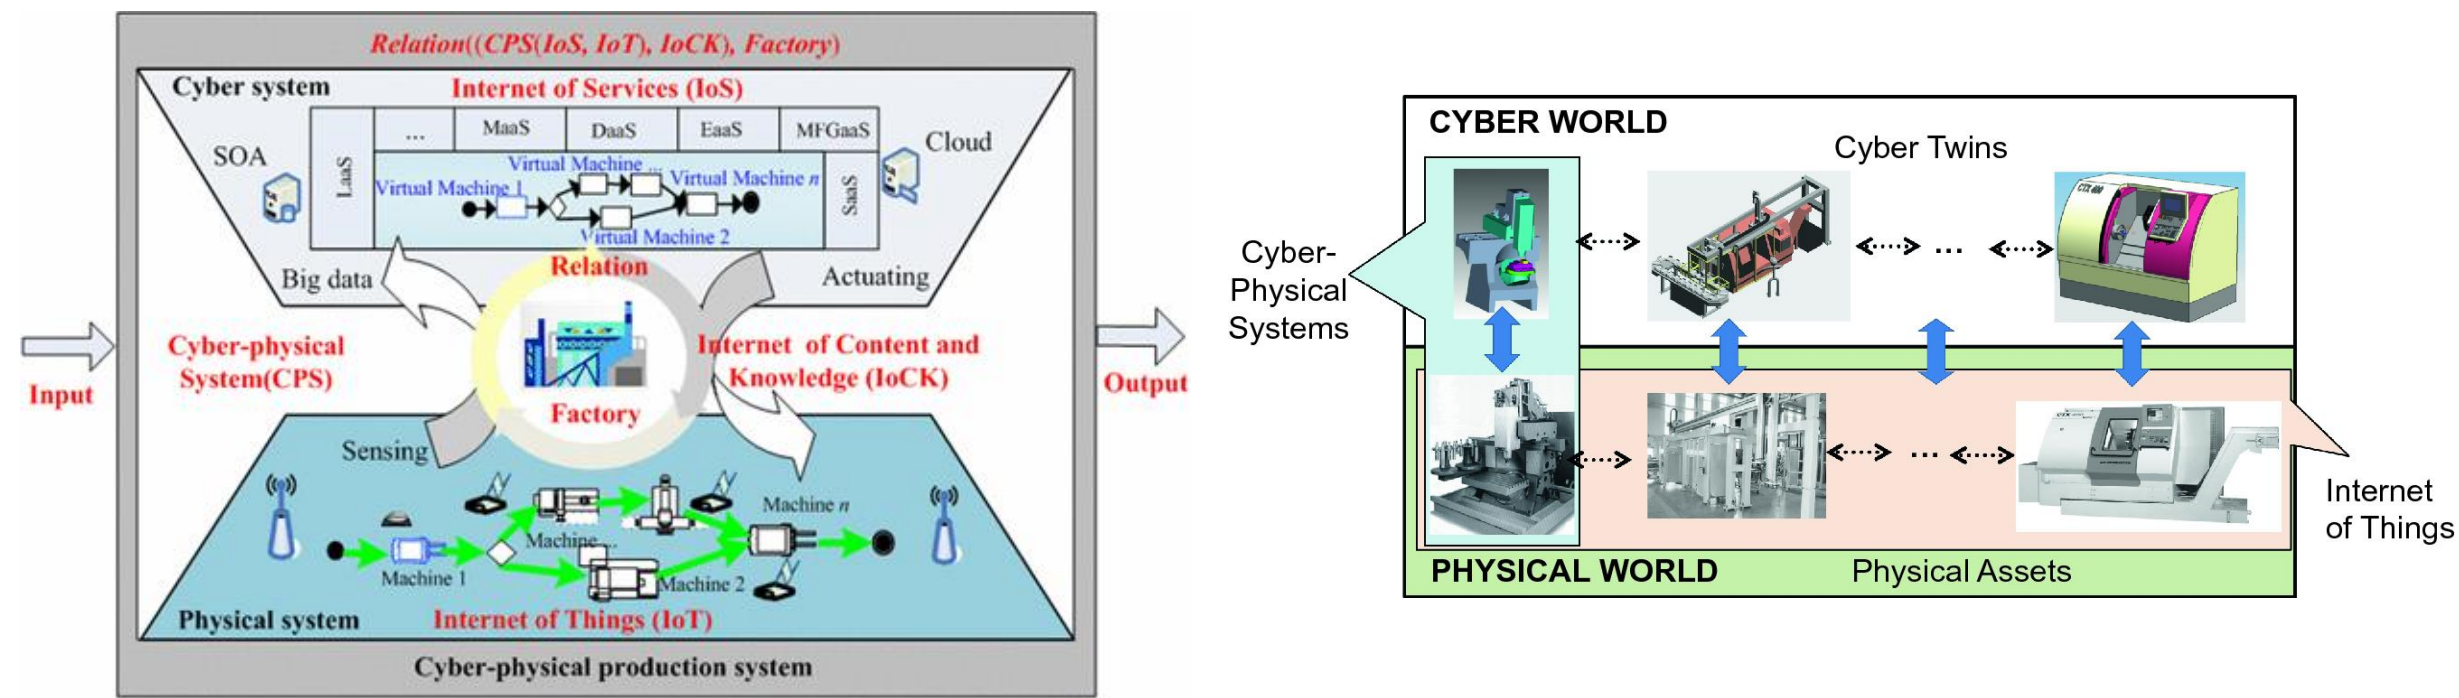 Relation((CPS(IoS, IoT), IoCK), Factory)
Cyber system
Internet of Services (IoS)
SOA
LaaS
...
MaaS
DaaS
EaaS
MFGaaS
SaaS
Cloud
Virtual Machine ...
Virtual Machine 1
Virtual Machine n
Virtual Machine 2
Big data
Relation
Actuating
Input
Cyber-physical
System(CPS)
Internet of Content and
Knowledge (IoCK)
Output
Factory
Sensing
Machine n
Machine ...
Machine 1
Machine 2
Physical system
Internet of Things (IoT)
Cyber-physical production system
CYBER WORLD
Cyber Twins
Cyber-
Physical
Systems
...
...
Internet
of Things
PHYSICAL WORLD
Physical Assets